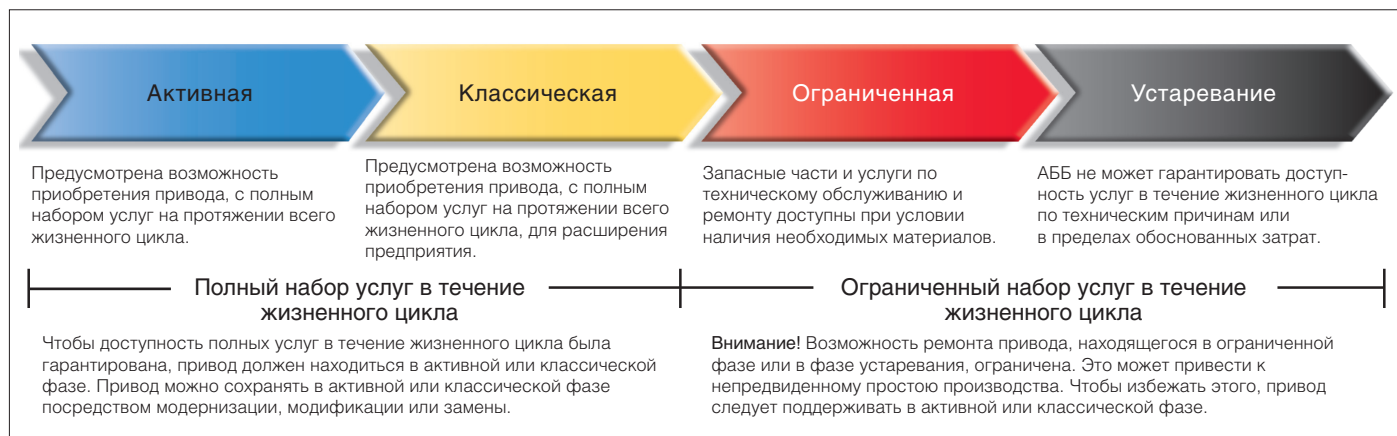 Активная
Классическая
Ограниченная
Устаревание
Предусмотрена возможность
приобретения привода, с полным
набором услуг на протяжении всего
жизненного цикла.
Предусмотрена возможность
приобретения привода, с полным
набором услуг на протяжении всего
жизненного цикла, для расширения
предприятия.
Запасные части и услуги по
техническому обслуживанию и
ремонту доступны при условии
наличия необходимых материалов.
АББ не может гарантировать доступ-
ность услуг в течение жизненного цикла
по техническим причинам или
в пределах обоснованных затрат.
Полный набор услуг в течение
жизненного цикла
Ограниченный набор услуг в течение
жизненного цикла
Чтобы доступность полных услуг в течение жизненного цикла была
гарантирована, привод должен находиться в активной или классической
фазе. Привод можно сохранять в активной или классической фазе
посредством модернизации, модификации или замены.
Внимание! Возможность ремонта привода, находящегося в ограниченной
фазе или в фазе устаревания, ограничена. Это может привести к
непредвиденному простою производства. Чтобы избежать этого, привод
следует поддерживать в активной или классической фазе.